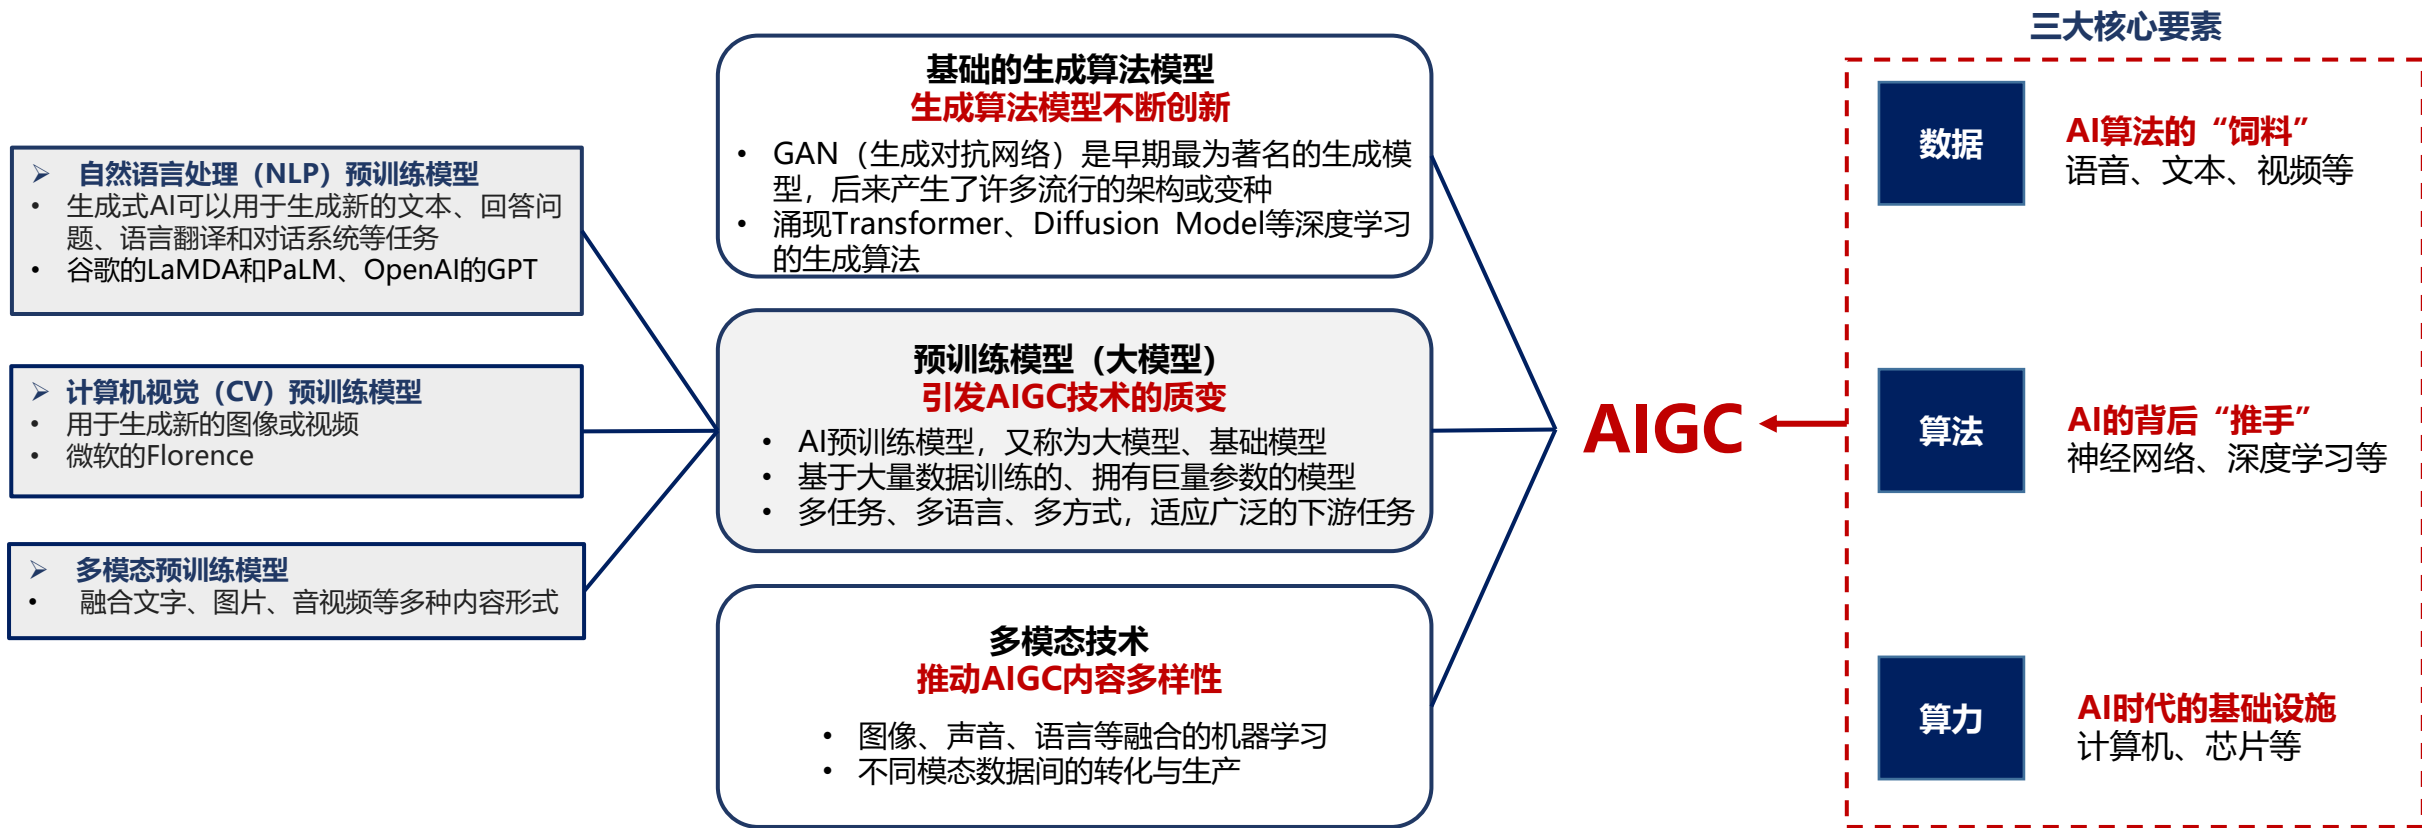 自然语言处理（NLP）预训练模型
生成式AI可以用于生成新的文本、回答问
题、语言翻译和对话系统等任务
谷歌的LaMDA和PaLM、OpenAI的GPT
计算机视觉（CV）预训练模型
用于生成新的图像或视频
微软的Florence
多模态预训练模型
融合文字、图片、音视频等多种内容形式
基础的生成算法模型
生成算法模型不断创新
GAN（生成对抗网络）是早期最为著名的生成模
型，后来产生了许多流行的架构或变种
涌现Transformer、Diffusion Model等深度学习
的生成算法
预训练模型（大模型）
引发AIGC技术的质变
AI预训练模型，又称为大模型、基础模型
基于大量数据训练的、拥有巨量参数的模型
多任务、多语言、多方式，适应广泛的下游任务
多模态技术
推动AIGC内容多样性
图像、声音、语言等融合的机器学习
不同模态数据间的转化与生产
AIGC
三大核心要素
数据
AI算法的“饲料”
语音、文本、视频等
算法
AI的背后“推手”
神经网络、深度学习等
算力
AI时代的基础设施
计算机、芯片等